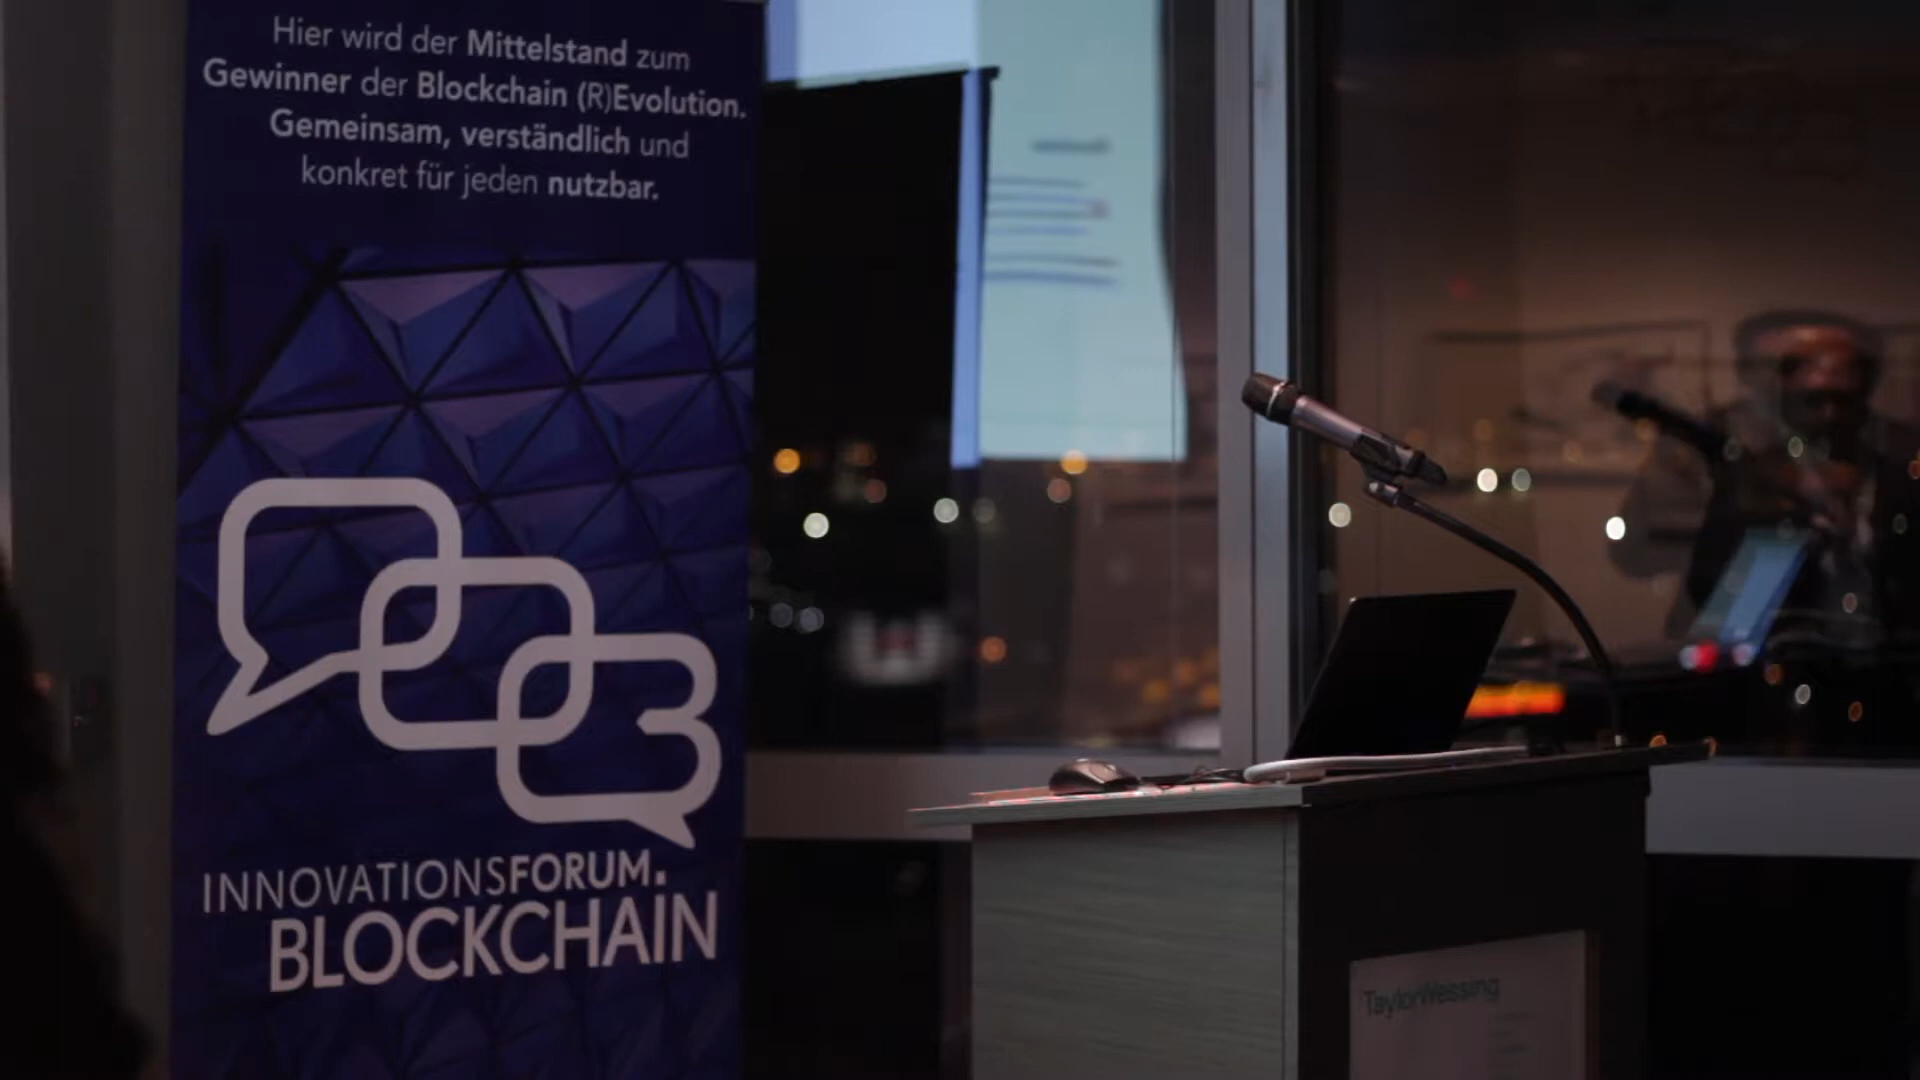 Hier wird der Mittelstand zum
Gewinner der Blockchain (R)Evolution.
Gemeinsam, verständlich und
konkret für jeden nutzbar.
INNOVATIONSFORUM.
BLOCKCHAIN
TaylorWessing